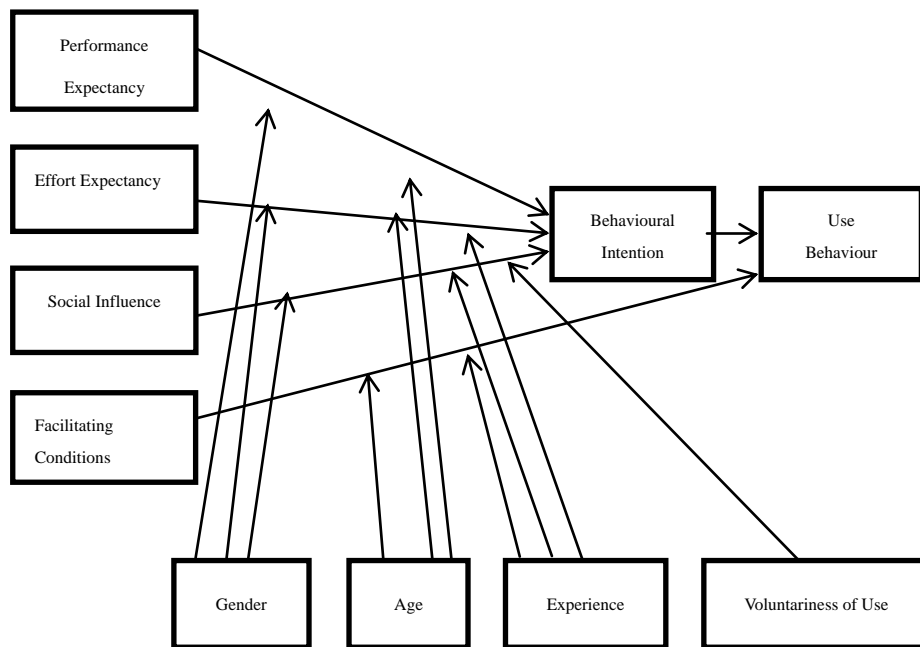 Performance
Expectancy
Effort Expectancy
Social Influence
Facilitating
Conditions
Behavioural
Intention
Use
Behaviour
Gender
Age
Experience
Voluntariness of Use